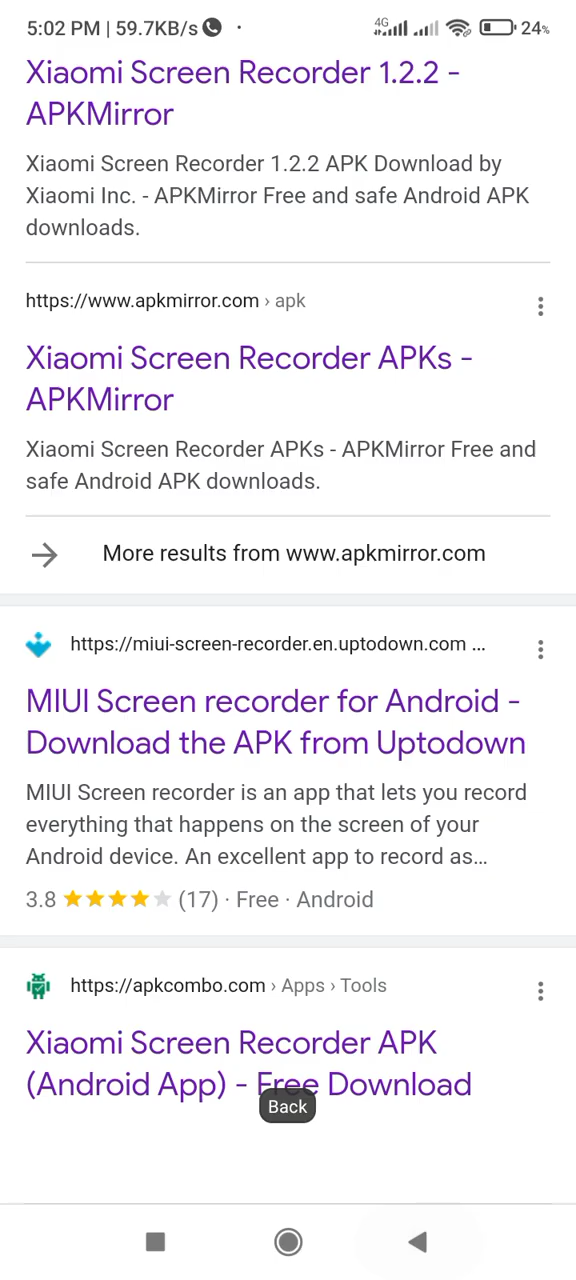 5:02 PM | 59.7KB/s
4G
24%
Xiaomi Screen Recorder 1.2.2 -
APKMirror
Xiaomi Screen Recorder 1.2.2 APK Download by
Xiaomi Inc. - APKMirror Free and safe Android APK
downloads.
https://www.apkmirror.com › apk
Xiaomi Screen Recorder APKs -
APKMirror
Xiaomi Screen Recorder APKs - APKMirror Free and
safe Android APK downloads.
More results from www.apkmirror.com
https://miui-screen-recorder.en.uptodown.com ...
MIUI Screen recorder for Android -
Download the APK from Uptodown
MIUI Screen recorder is an app that lets you record
everything that happens on the screen of your
Android device. An excellent app to record as...
3.8 (17) · Free · Android
https://apkcombo.com › Apps › Tools
Xiaomi Screen Recorder APK
(Android App) - Free Download
Back